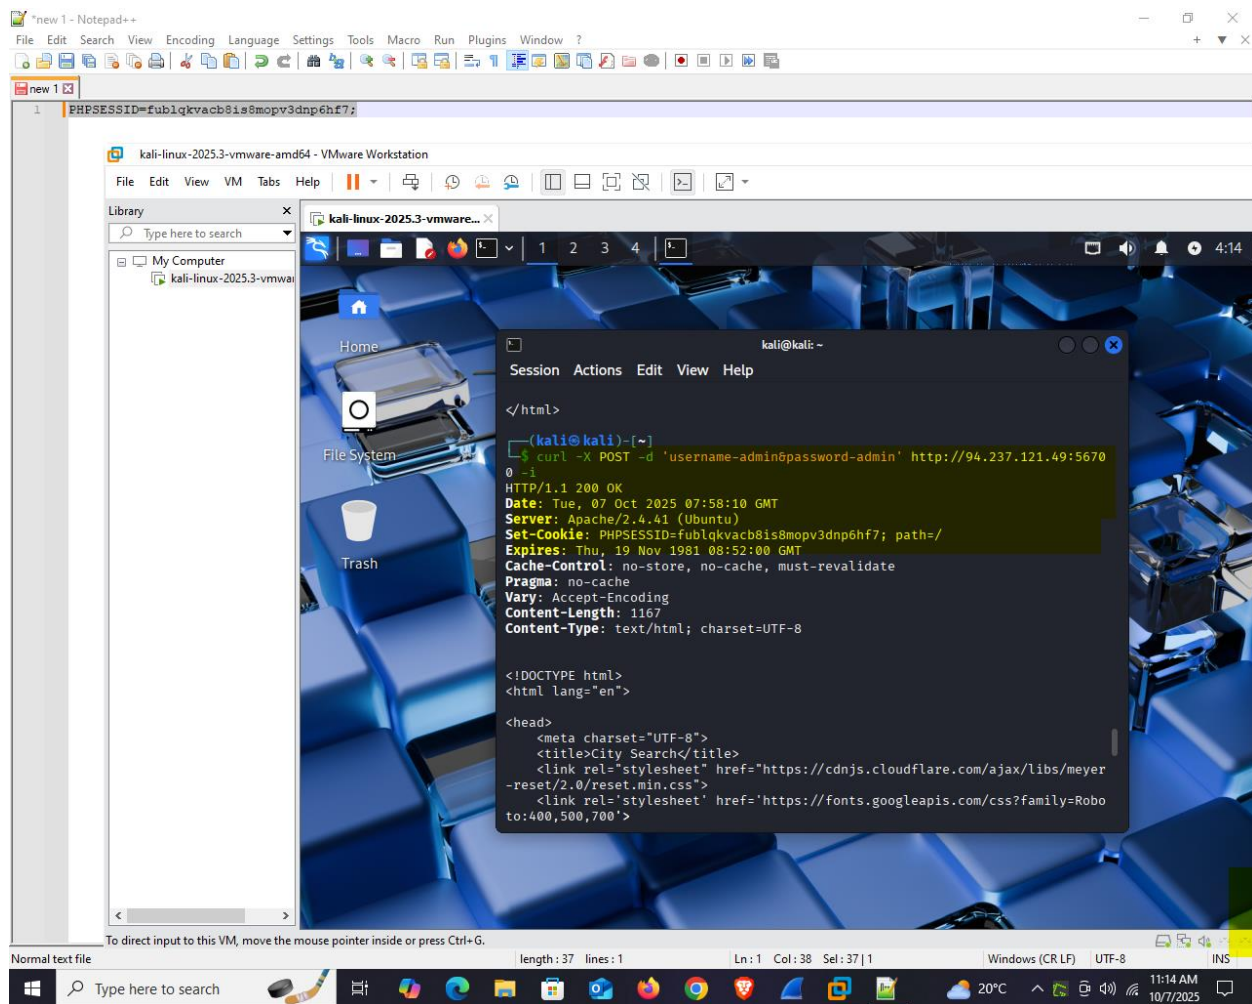 *new 1 - Notepad++
File Edit Search View Encoding Language Settings Tools Macro Run Plugins Window ?
new 1
1 PHPSESSID=fublqkvacb8is8mopv3dnp6hf7;
kali-linux-2025.3-vmware-amd64 - VMware Workstation
File Edit View VM Tabs Help
Library
Type here to search
My Computer
kali-linux-2025.3-vmwar
kali-linux-2025.3-vmware...
1 2 3 4
4:14
Home
File System
Trash
kali@kali: ~
Session Actions Edit View Help
</html>
(kali㉿kali)-[~]
$ curl -X POST -d 'username-admin&password-admin' http://94.237.121.49:5670
0 -i
HTTP/1.1 200 OK
Date: Tue, 07 Oct 2025 07:58:10 GMT
Server: Apache/2.4.41 (Ubuntu)
Set-Cookie: PHPSESSID=fublqkvacb8is8mopv3dnp6hf7; path=/
Expires: Thu, 19 Nov 1981 08:52:00 GMT
Cache-Control: no-store, no-cache, must-revalidate
Pragma: no-cache
Vary: Accept-Encoding
Content-Length: 1167
Content-Type: text/html; charset=UTF-8
<!DOCTYPE html>
<html lang="en">
<head>
<meta charset="UTF-8">
<title>City Search</title>
<link rel="stylesheet" href="https://cdnjs.cloudflare.com/ajax/libs/meyer
-reset/2.0/reset.min.css">
<link rel='stylesheet' href='https://fonts.googleapis.com/css?family=Robo
to:400,500,700'>
To direct input to this VM, move the mouse pointer inside or press Ctrl+G.
Normal text file length : 37 lines : 1 Ln : 1 Col : 38 Sel : 37 | 1 Windows (CR LF) UTF-8 INS
Type here to search
20°C
11:14 AM
10/7/2025